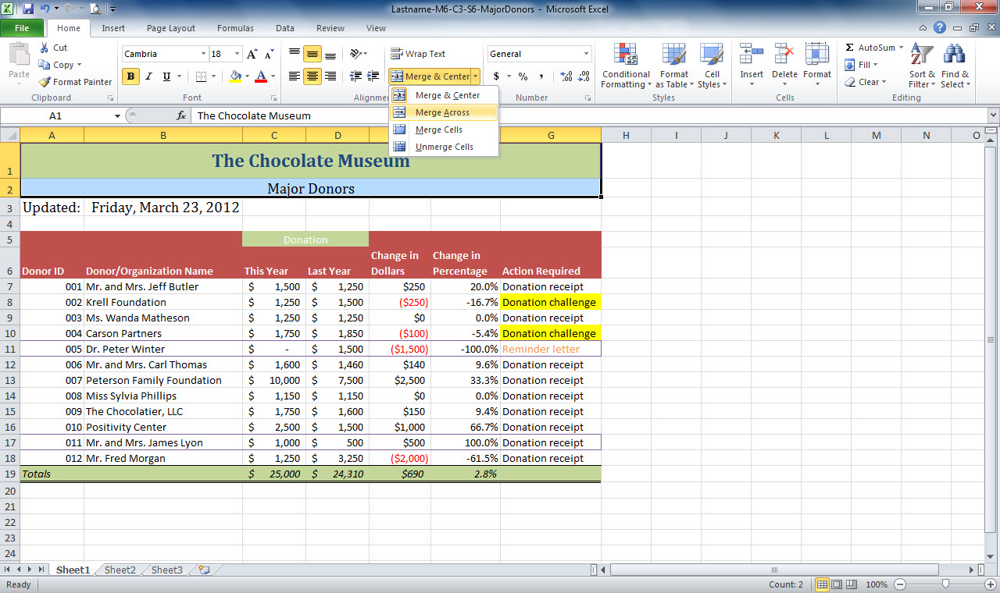 Lastname-M6-C3-S6-MajorDonors - Microsoft Excel
File Home Insert Page Layout Formulas Data Review View
Paste
Cut
Copy
Format Painter
Clipboard
Cambria 18
B I U
Font
Wrap Text
Merge & Center
Alignme
General
$ % ,
Number
Conditional Formatting
Format as Table
Cell Styles
Styles
Insert Delete Format
Cells
Σ AutoSum
Fill
Clear
Sort & Filter
Find & Select
Editing
Merge & Center
Merge Across
Merge Cells
Unmerge Cells
A1 fx The Chocolate Museum
A B C D G H I J K L M N O
1 The Chocolate Museum
2 Major Donors
3 Updated: Friday, March 23, 2012
4
5 Donation
6 Donor ID Donor/Organization Name This Year Last Year Change in Dollars Change in Percentage Action Required
7 001 Mr. and Mrs. Jeff Butler $ 1,500 $ 1,250 $250 20.0% Donation receipt
8 002 Krell Foundation $ 1,250 $ 1,500 ($250) -16.7% Donation challenge
9 003 Ms. Wanda Matheson $ 1,250 $ 1,250 $0 0.0% Donation receipt
10 004 Carson Partners $ 1,750 $ 1,850 ($100) -5.4% Donation challenge
11 005 Dr. Peter Winter $ - $ 1,500 ($1,500) -100.0% Reminder letter
12 006 Mr. and Mrs. Carl Thomas $ 1,600 $ 1,460 $140 9.6% Donation receipt
13 007 Peterson Family Foundation $ 10,000 $ 7,500 $2,500 33.3% Donation receipt
14 008 Miss Sylvia Phillips $ 1,150 $ 1,150 $0 0.0% Donation receipt
15 009 The Chocolatier, LLC $ 1,750 $ 1,600 $150 9.4% Donation receipt
16 010 Positivity Center $ 2,500 $ 1,500 $1,000 66.7% Donation receipt
17 011 Mr. and Mrs. James Lyon $ 1,000 $ 500 $500 100.0% Donation receipt
18 012 Mr. Fred Morgan $ 1,250 $ 3,250 ($2,000) -61.5% Donation receipt
19 Totals $ 25,000 $ 24,310 $690 2.8%
20
21
22
23
24
Sheet1 Sheet2 Sheet3
Ready Count: 2 100%